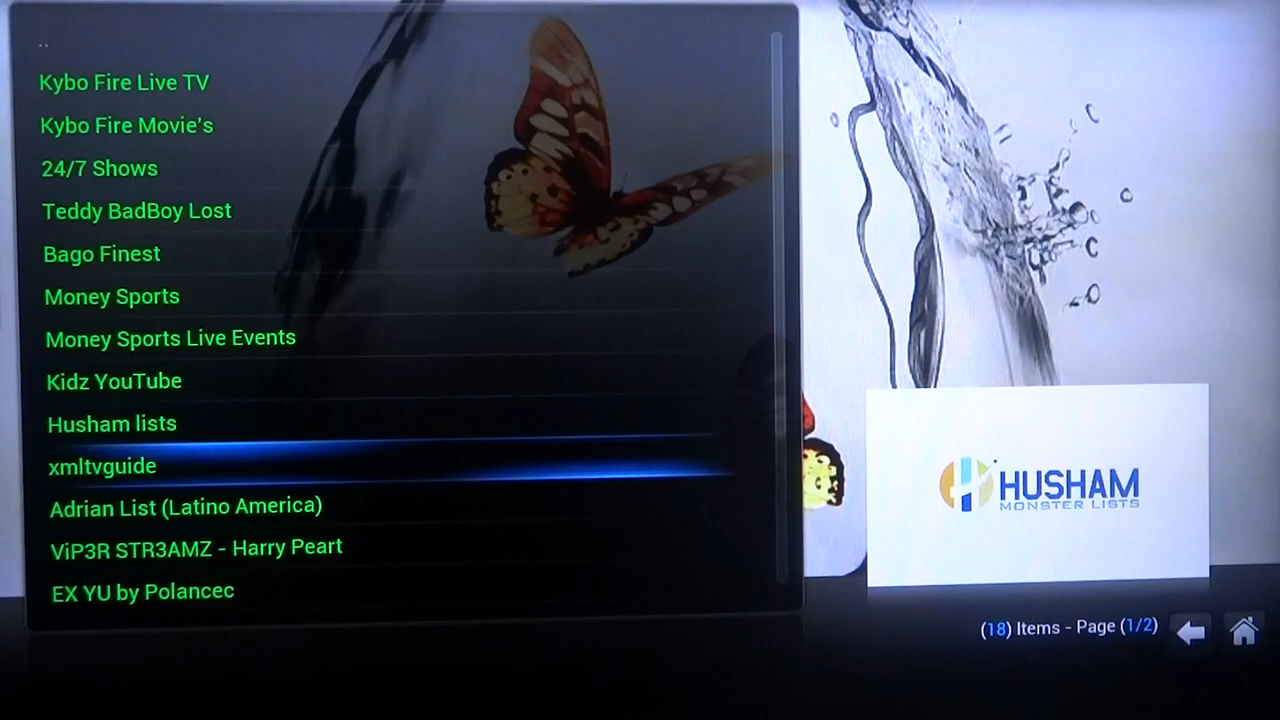 ..
Kybo Fire Live TV
Kybo Fire Movie's
24/7 Shows
Teddy BadBoy Lost
Bago Finest
Money Sports
Money Sports Live Events
Kidz YouTube
Husham lists
xmltvguide
Adrian List (Latino America)
ViP3R STR3AMZ - Harry Peart
EX YU by Polancec
HUSHAM
MONSTER LISTS
(18) Items - Page (1/2)